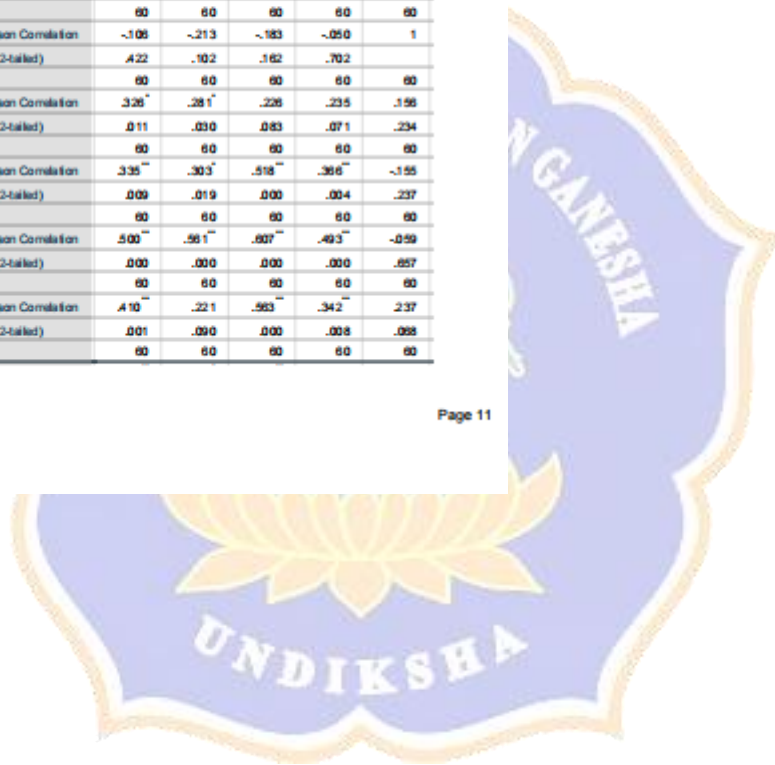 60 60 60 60 60
son Correlation -.106 -.213 -.183 -.050 1
2-tailed) .422 .102 .162 .702
60 60 60 60 60
son Correlation .326* .281* .226 .235 .156
2-tailed) .011 .030 .083 .071 .234
60 60 60 60 60
son Correlation .335** .303* .518** .366** -.155
2-tailed) .009 .019 .000 .004 .237
60 60 60 60 60
son Correlation .500** .561** .607** .493** -.059
2-tailed) .000 .000 .000 .000 .657
60 60 60 60 60
son Correlation .410** .221 .563** .342** .237
2-tailed) .001 .090 .000 .008 .068
60 60 60 60 60
Page 11
N GANESHA
UNDIKSHA